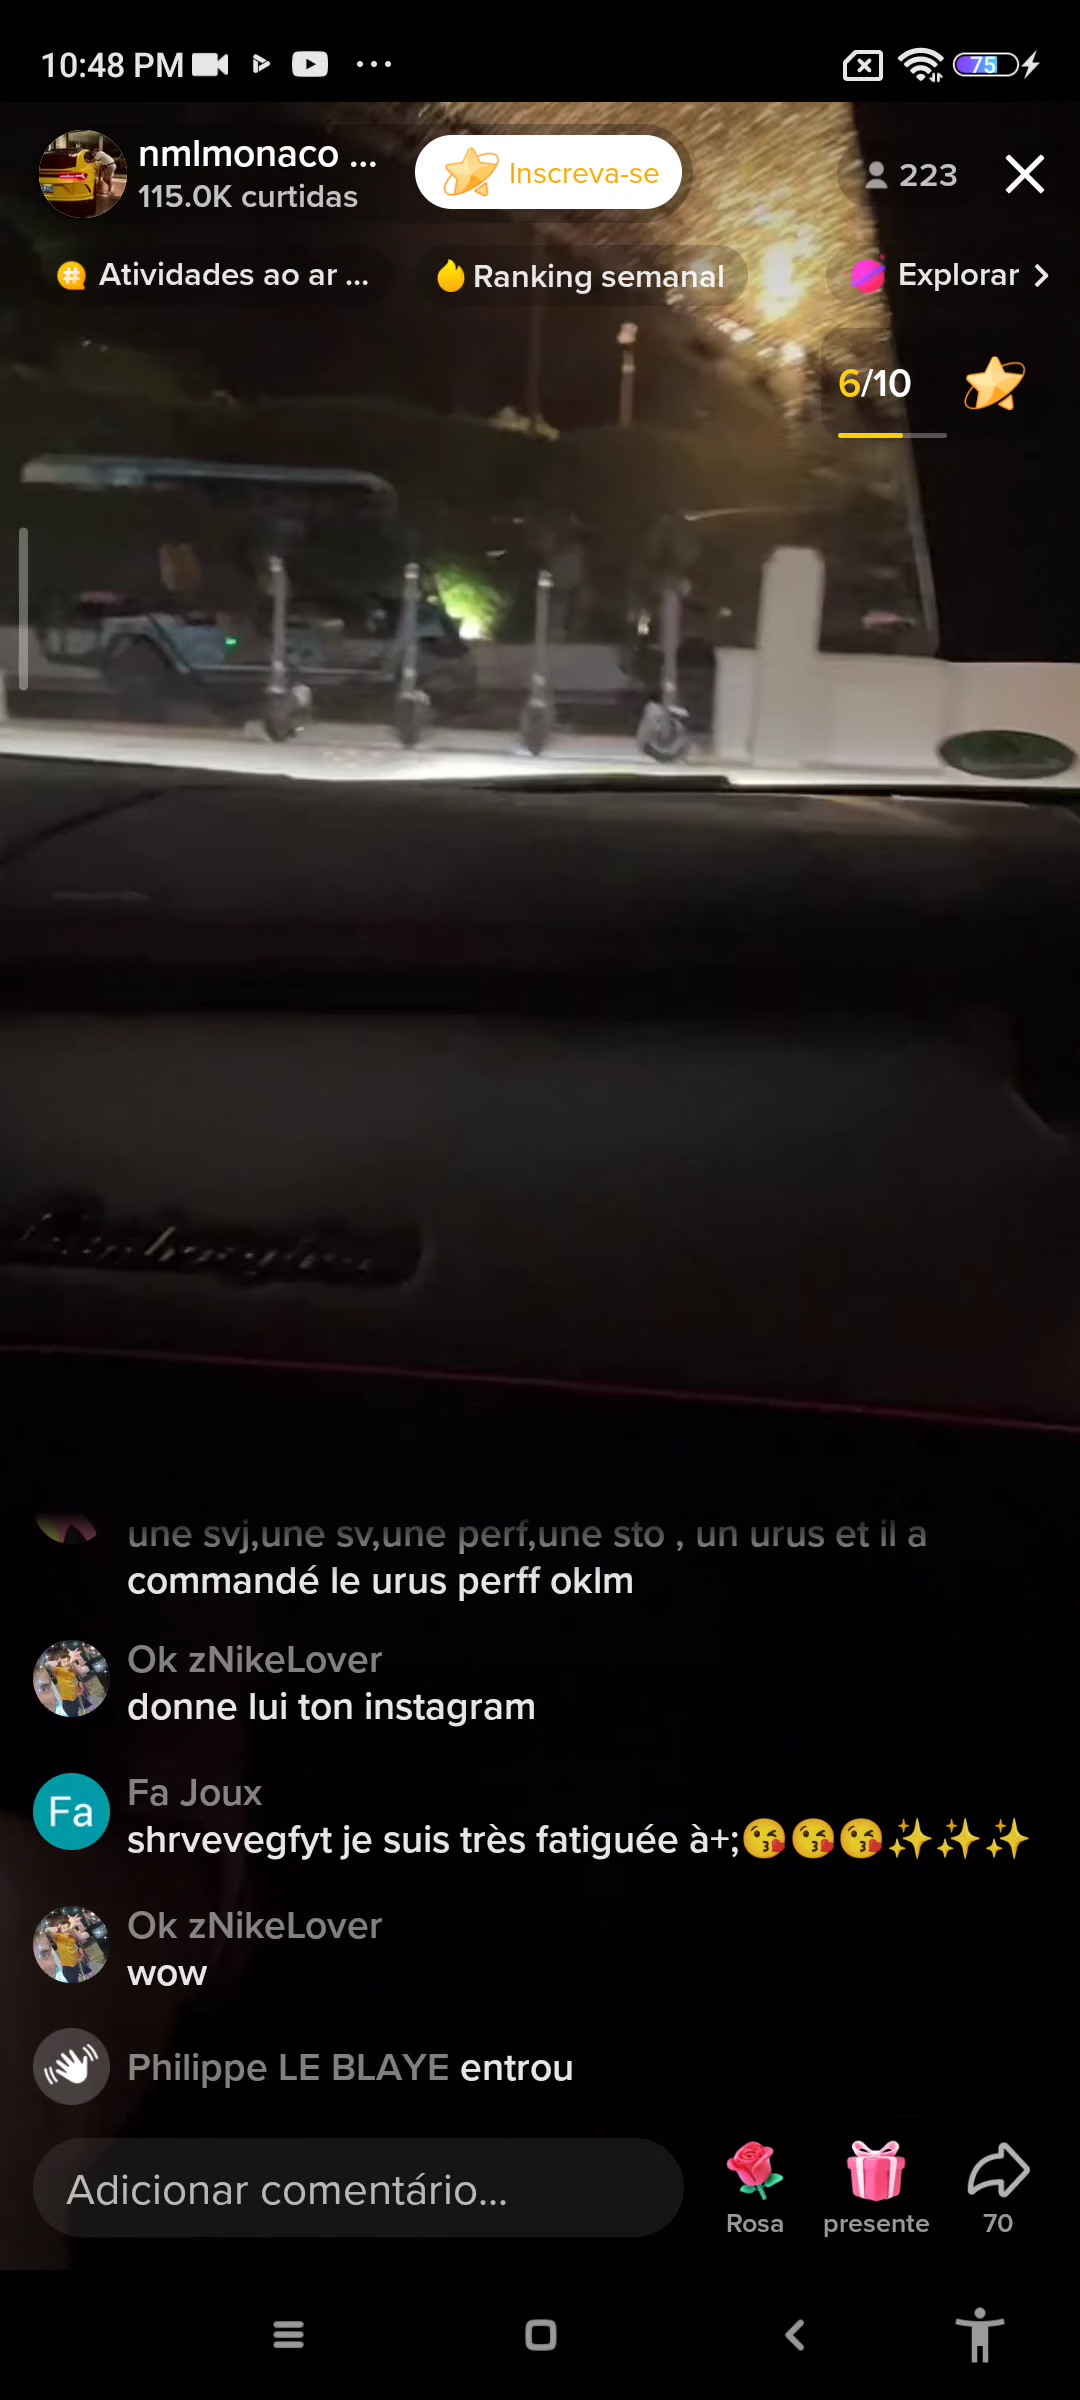 10:48 PM
75
nmlmonaco ...
115.0K curtidas
Inscreva-se
223
Atividades ao ar ...
Ranking semanal
Explorar
6/10
une svj,une sv,une perf,une sto , un urus et il a
commandé le urus perff oklm
Ok zNikeLover
donne lui ton instagram
Fa
Fa Joux
shrvevegfyt je suis très fatiguée à+;😘😘😘✨✨✨
Ok zNikeLover
wow
Philippe LE BLAYE entrou
Adicionar comentário...
Rosa
presente
70